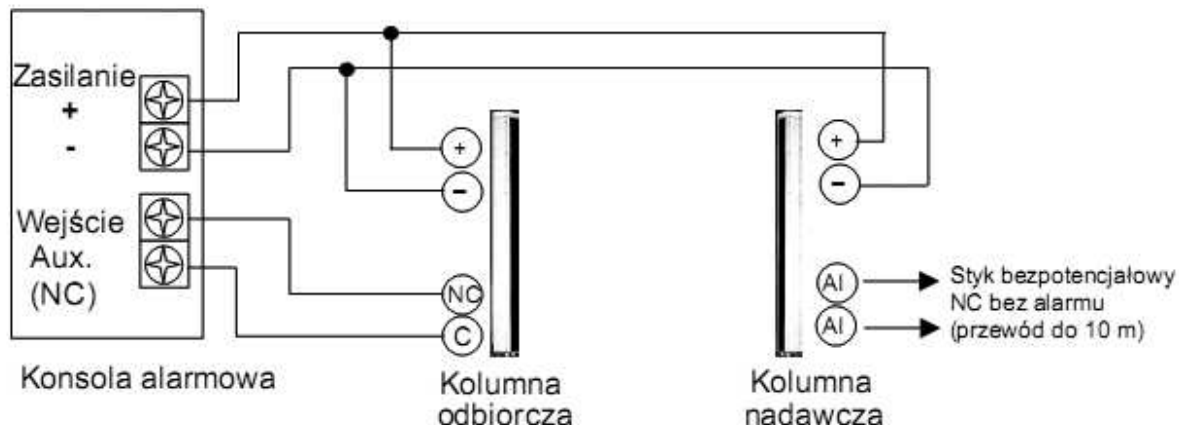 Zasilanie
+
-
Wejście
Aux.
(NC)
Konsola alarmowa
+
-
NC
C
Kolumna
odbiorcza
+
-
AI
AI
Kolumna
nadawcza
Styk bezpotencjałowy
NC bez alarmu
(przewód do 10 m)